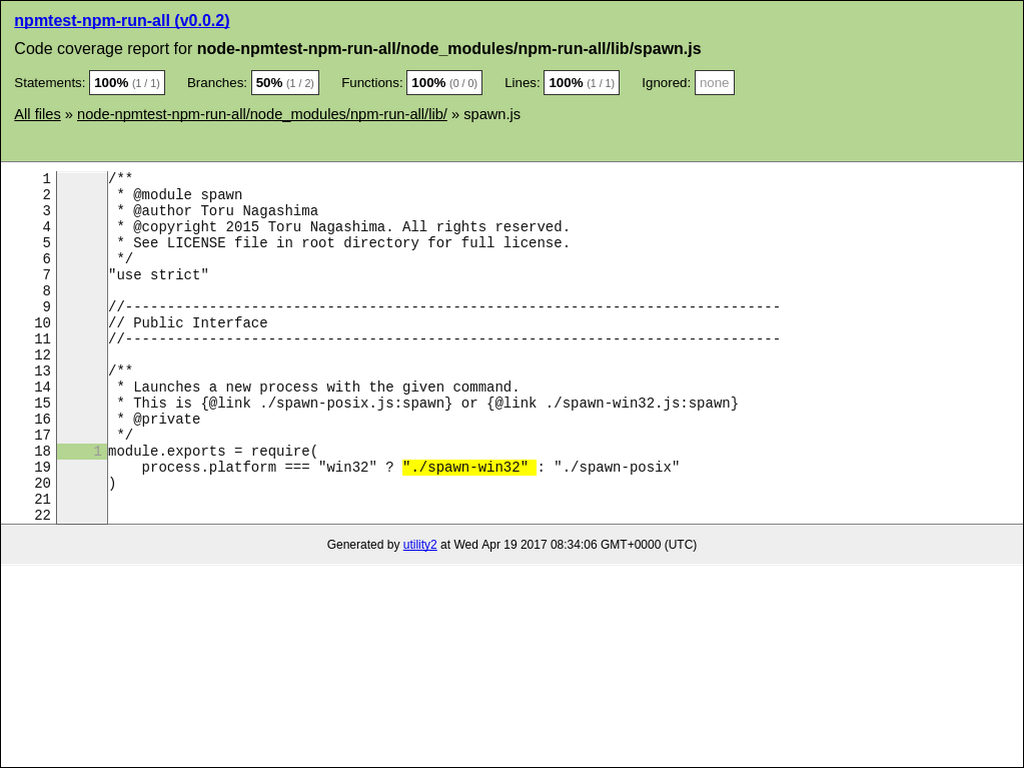 npmtest-npm-run-all (v0.0.2)
Code coverage report for node-npmtest-npm-run-all/node_modules/npm-run-all/lib/spawn.js
Statements: 100% (1 / 1) Branches: 50% (1 / 2) Functions: 100% (0 / 0) Lines: 100% (1 / 1) Ignored: none
All files » node-npmtest-npm-run-all/node_modules/npm-run-all/lib/ » spawn.js
1 /**
2  * @module spawn
3  * @author Toru Nagashima
4  * @copyright 2015 Toru Nagashima. All rights reserved.
5  * See LICENSE file in root directory for full license.
6  */
7 "use strict"
8
9 //------------------------------------------------------------------------------
10 // Public Interface
11 //------------------------------------------------------------------------------
12
13 /**
14  * Launches a new process with the given command.
15  * This is {@link ./spawn-posix.js:spawn} or {@link ./spawn-win32.js:spawn}
16  * @private
17  */
18 1 module.exports = require(
19     process.platform === "win32" ? "./spawn-win32" : "./spawn-posix"
20 )
21
22
Generated by utility2 at Wed Apr 19 2017 08:34:06 GMT+0000 (UTC)